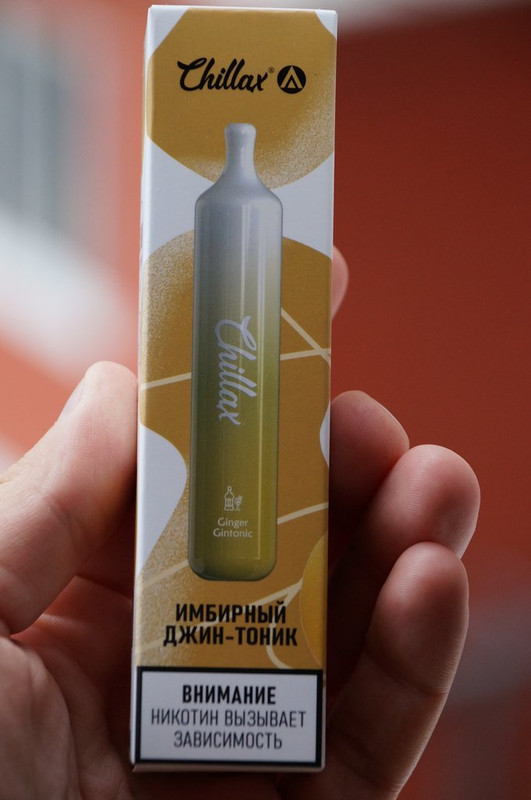 Chillax®
Chillax
Ginger
Gintonic
ИМБИРНЫЙ
ДЖИН-ТОНИК
ВНИМАНИЕ
НИКОТИН ВЫЗЫВАЕТ
ЗАВИСИМОСТЬ